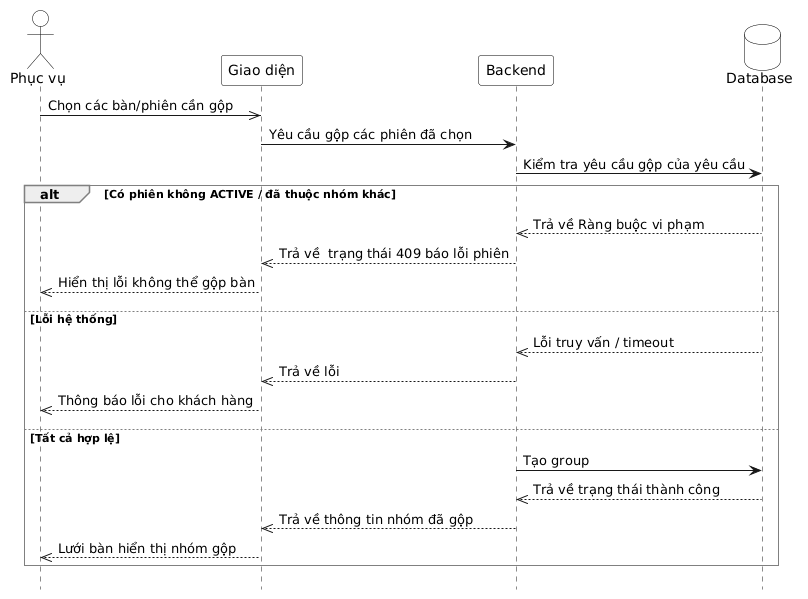 Phục vụ
Giao diện
Backend
Database
Chọn các bàn/phiên cần gộp
Yêu cầu gộp các phiên đã chọn
Kiểm tra yêu cầu gộp của yêu cầu
alt [Có phiên không ACTIVE / đã thuộc nhóm khác]
Trả về Ràng buộc vi phạm
Trả về  trạng thái 409 báo lỗi phiên
Hiển thị lỗi không thể gộp bàn
[Lỗi hệ thống]
Lỗi truy vấn / timeout
Trả về lỗi
Thông báo lỗi cho khách hàng
[Tất cả hợp lệ]
Tạo group
Trả về trạng thái thành công
Trả về thông tin nhóm đã gộp
Lưới bàn hiển thị nhóm gộp